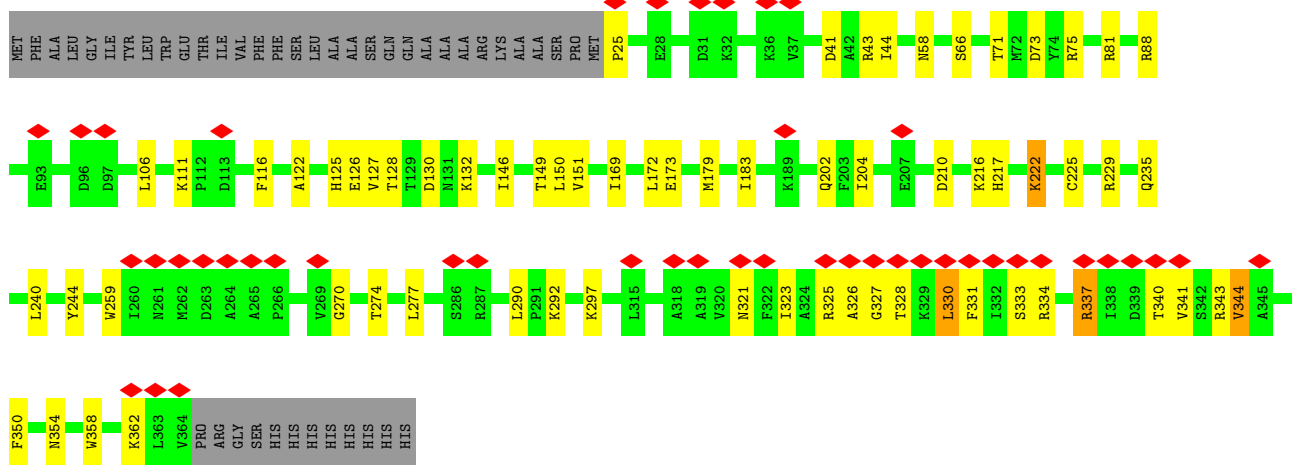 MET PHE ALA LEU GLY ILE TYR LEU TRP GLU THR ILE VAL PHE PHE SER LEU ALA ALA SER GLN GLN ALA ALA ALA ARG LYS ALA ALA SER PRO MET P25 E28 D31 K32 K36 V37 D41 A42 R43 I44 N58 S66 T71 M72 D73 Y74 R75 R81 R88
E93 D96 D97 L106 K111 P112 D113 F116 A122 H125 E126 V127 T128 T129 D130 N131 K132 I146 T149 L150 V151 I169 L172 E173 M179 I183 K189 Q202 F203 I204 E207 D210 K216 H217 K222 C225 R229 Q235
L240 Y244 W259 I260 N261 M262 D263 A264 A265 P266 V269 G270 T274 L277 S286 R287 L290 P291 K292 K297 L315 A318 A319 V320 N321 F322 I323 A324 R325 A326 G327 T328 K329 L330 F331 I332 S333 R334 R337 I338 D339 T340 V341 S342 R343 V344 A345
F350 N354 W358 K362 L363 V364 PRO ARG GLY SER HIS HIS HIS HIS HIS HIS HIS HIS